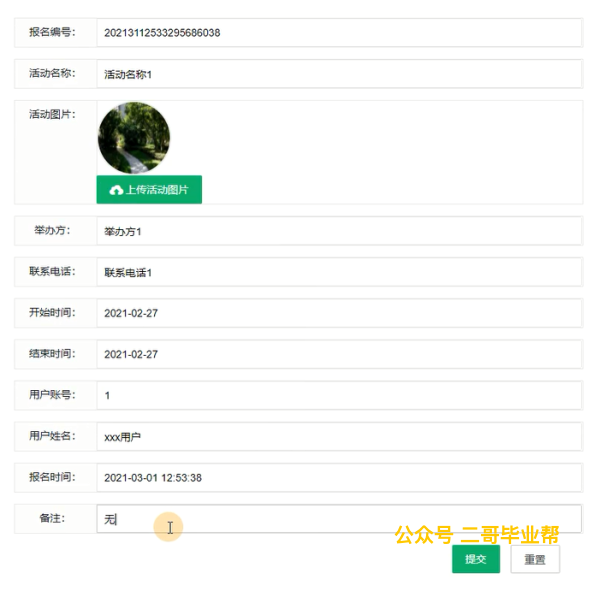 报名编号： 20213112533295686038
活动名称： 活动名称1
活动图片：
上传活动图片
举办方： 举办方1
联系电话： 联系电话1
开始时间： 2021-02-27
结束时间： 2021-02-27
用户账号： 1
用户姓名： xxx用户
报名时间： 2021-03-01 12:53:38
备注： 无
公众号 二哥毕业帮
提交 重置